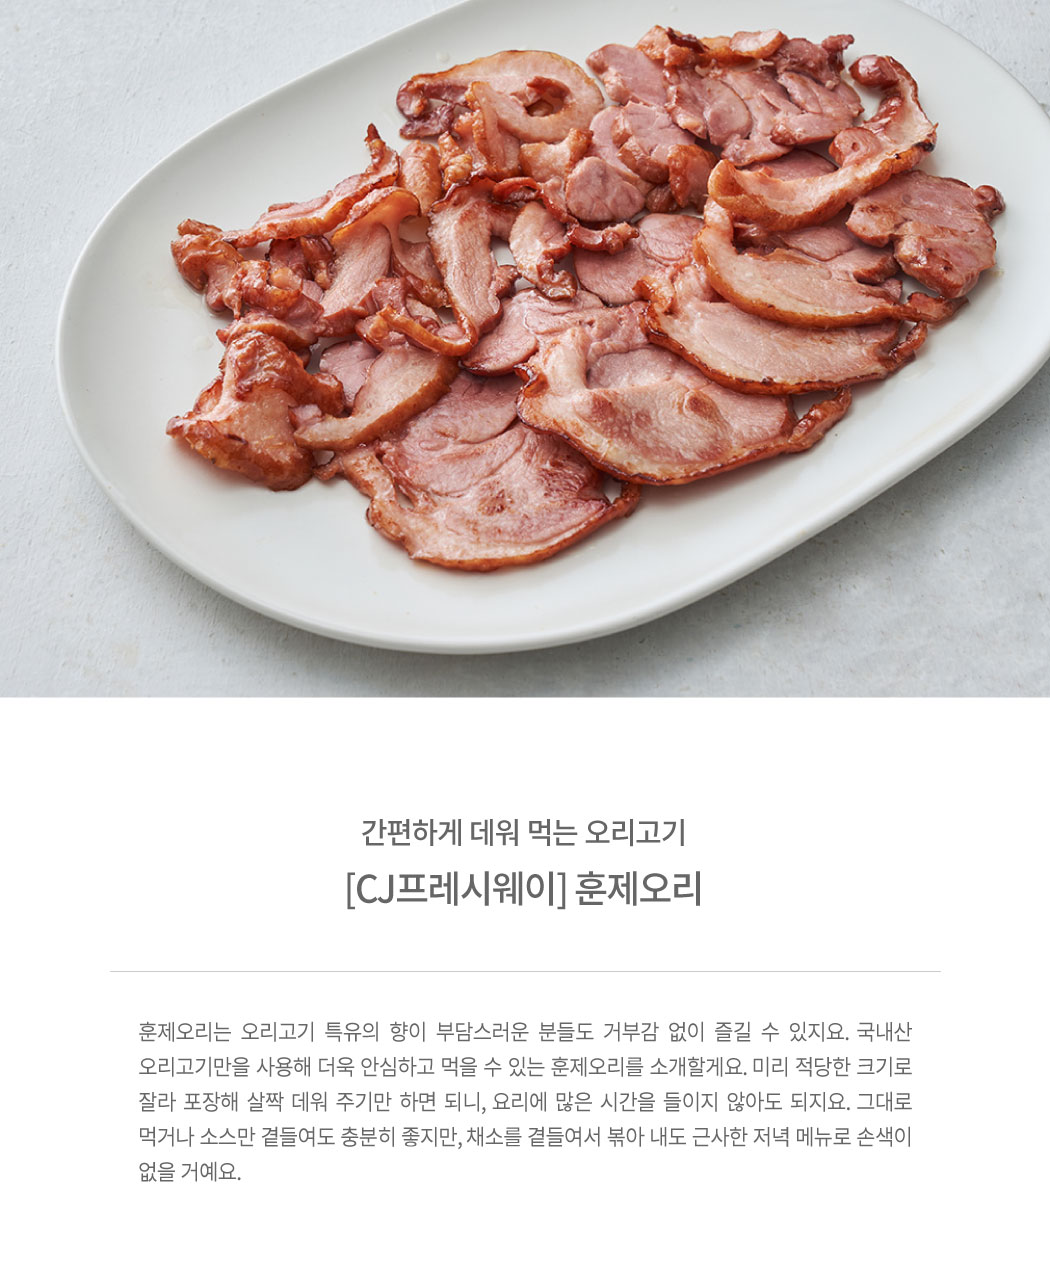 간편하게 데워 먹는 오리고기
[CJ프레시웨이] 훈제오리
훈제오리는 오리고기 특유의 향이 부담스러운 분들도 거부감 없이 즐길 수 있지요. 국내산
오리고기만을 사용해 더욱 안심하고 먹을 수 있는 훈제오리를 소개할게요. 미리 적당한 크기로
잘라 포장해 살짝 데워 주기만 하면 되니, 요리에 많은 시간을 들이지 않아도 되지요. 그대로
먹거나 소스만 곁들여도 충분히 좋지만, 채소를 곁들여서 볶아 내도 근사한 저녁 메뉴로 손색이
없을 거예요.